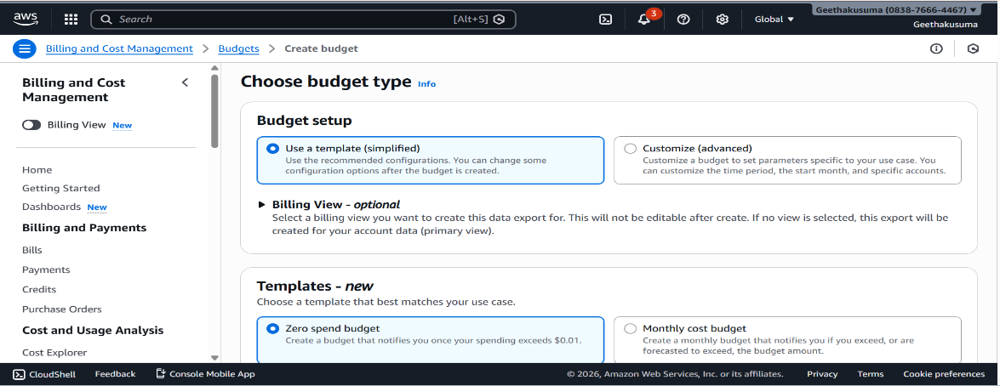 aws
Search
[Alt+S]
3
Global
Geethakusuma (0838-7666-4467)
Geethakusuma
Billing and Cost Management
Budgets
Create budget
Billing and Cost
Management
Billing View New
Home
Getting Started
Dashboards New
Billing and Payments
Bills
Payments
Credits
Purchase Orders
Cost and Usage Analysis
Cost Explorer
Choose budget type Info
Budget setup
Use a template (simplified)
Use the recommended configurations. You can change some
configuration options after the budget is created.
Customize (advanced)
Customize a budget to set parameters specific to your use case. You
can customize the time period, the start month, and specific accounts.
Billing View - optional
Select a billing view you want to create this data export for. This will not be editable after create. If no view is selected, this export will be
created for your account data (primary view).
Templates - new
Choose a template that best matches your use case.
Zero spend budget
Create a budget that notifies you once your spending exceeds $0.01.
Monthly cost budget
Create a monthly budget that notifies you if you exceed, or are
forecasted to exceed, the budget amount.
CloudShell
Feedback
Console Mobile App
© 2026, Amazon Web Services, Inc. or its affiliates.
Privacy
Terms
Cookie preferences